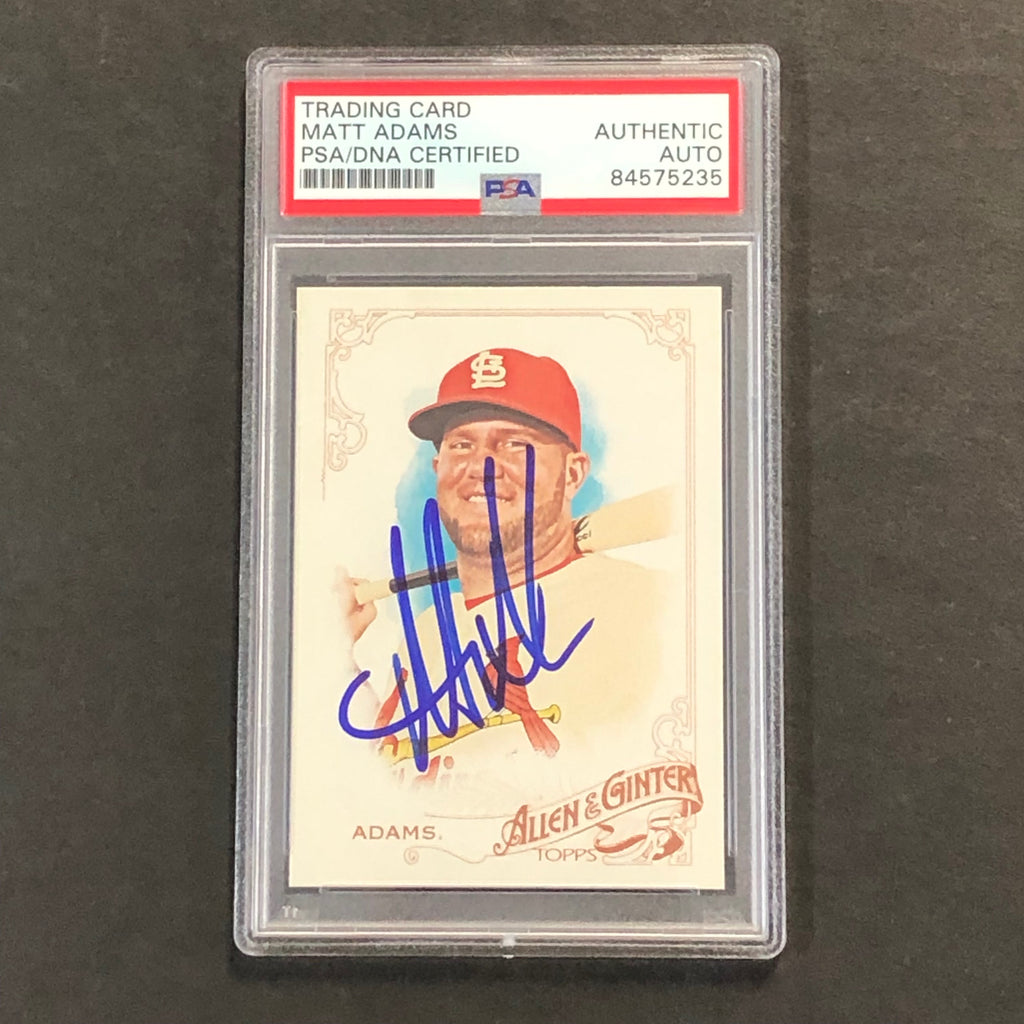 TRADING CARD
MATT ADAMS
PSA/DNA CERTIFIED
AUTHENTIC
AUTO
84575235
PSA
ADAMS.
ALLEN & GINTER
TOPPS